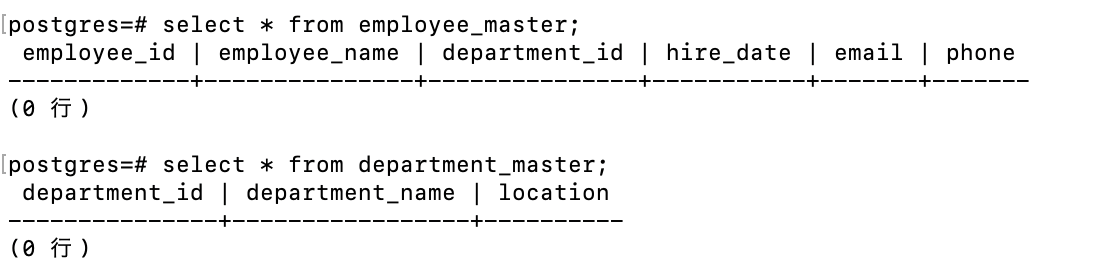 [postgres=# select * from employee_master;
 employee_id | employee_name | department_id | hire_date | email | phone
-------------+---------------+---------------+-----------+-------+-------
(0 行)
[postgres=# select * from department_master;
 department_id | department_name | location
---------------+-----------------+----------
(0 行)